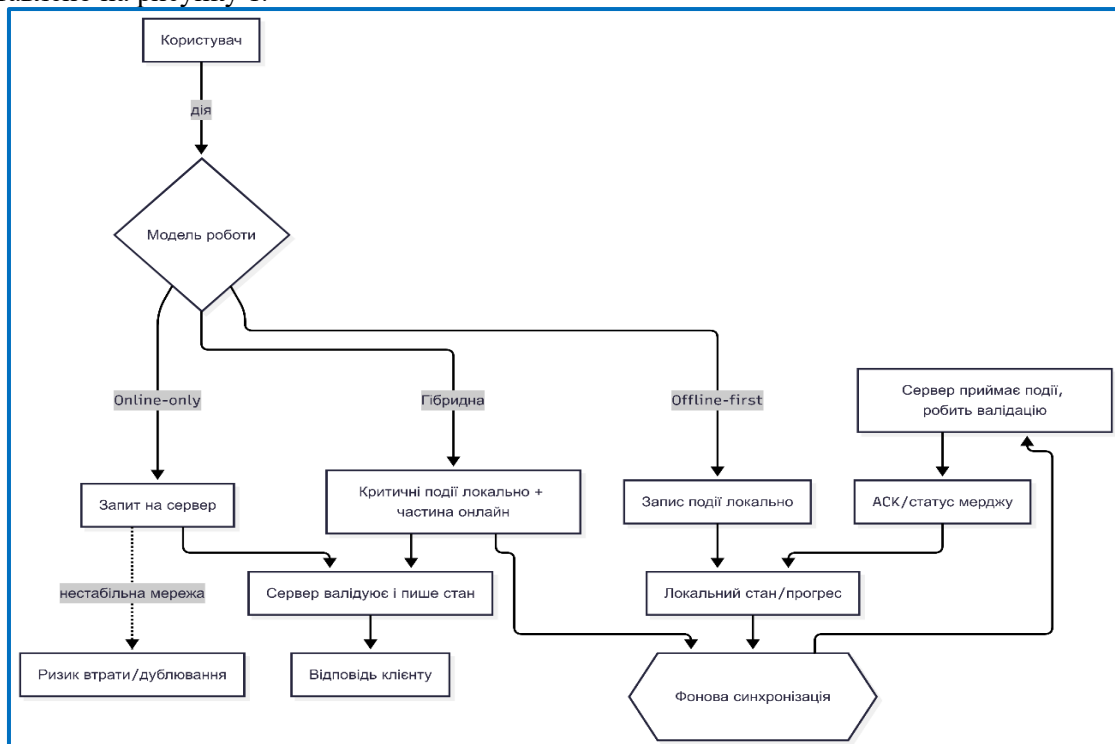 Користувач
дія
Модель роботи
Online-only
Гібридна
Offline-first
Сервер приймає події,
робить валідацію
Запит на сервер
Критичні події локально +
частина онлайн
Запис події локально
ACK/статус мерджу
нестабільна мережа
Сервер валідує і пише стан
Локальний стан/прогрес
Ризик втрати/дублювання
Відповідь клієнту
Фонова синхронізація